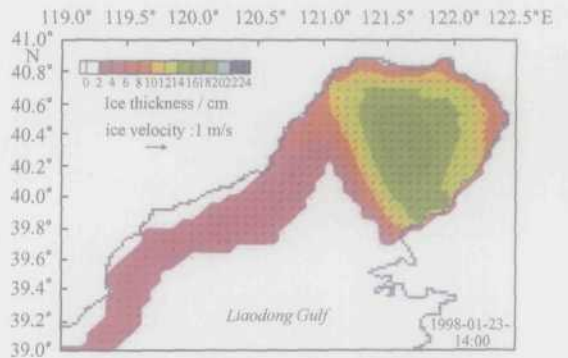 119.0° 119.5° 120.0° 120.5° 121.0° 121.5° 122.0° 122.5°E
41.0°
N
40.8°
40.6°
40.4°
40.2°
40.0°
39.8°
39.6°
39.4°
39.2°
39.0°
0 2 4 6 8 10 12 14 16 18 20 22 24
Ice thickness / cm
ice velocity :1 m/s
Liaodong Gulf
1998-01-23-
14:00